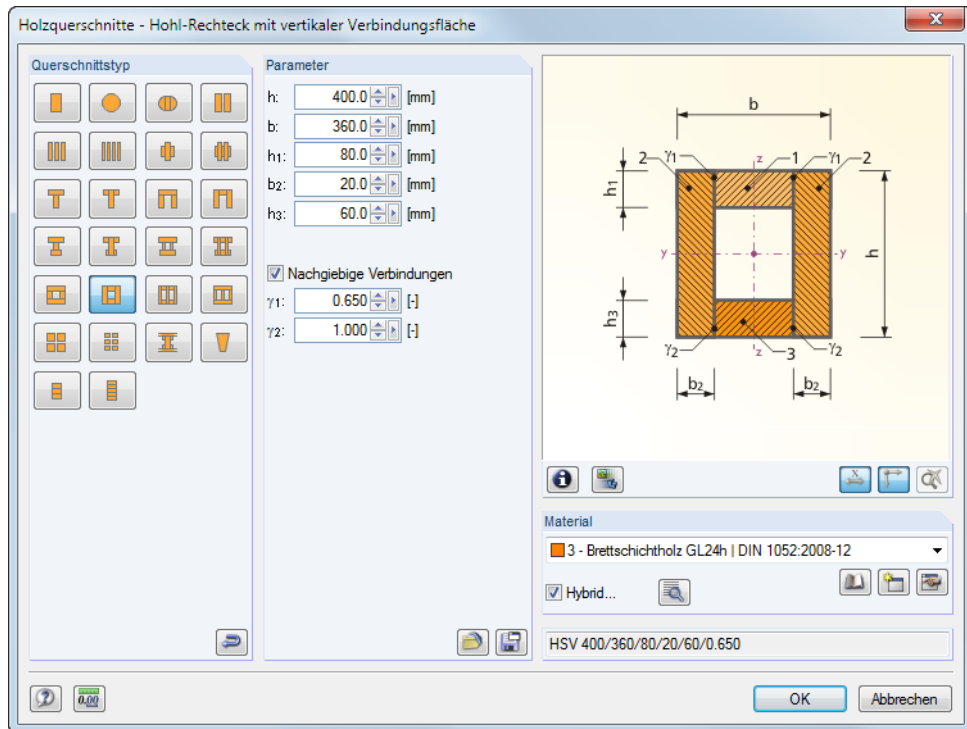 Holzquerschnitte - Hohl-Rechteck mit vertikaler Verbindungsfläche
Querschnittstyp
Parameter
h: 400.0 [mm]
b: 360.0 [mm]
h1: 80.0 [mm]
b2: 20.0 [mm]
h3: 60.0 [mm]
Nachgiebige Verbindungen
γ1: 0.650 [-]
γ2: 1.000 [-]
b
2 γ1 z 1 γ1 2
h1
y y h
h3
γ2 z 3 γ2
b2 b2
x
Material
3 - Brettschichtholz GL24h | DIN 1052:2008-12
Hybrid...
HSV 400/360/80/20/60/0.650
0.00
OK Abbrechen